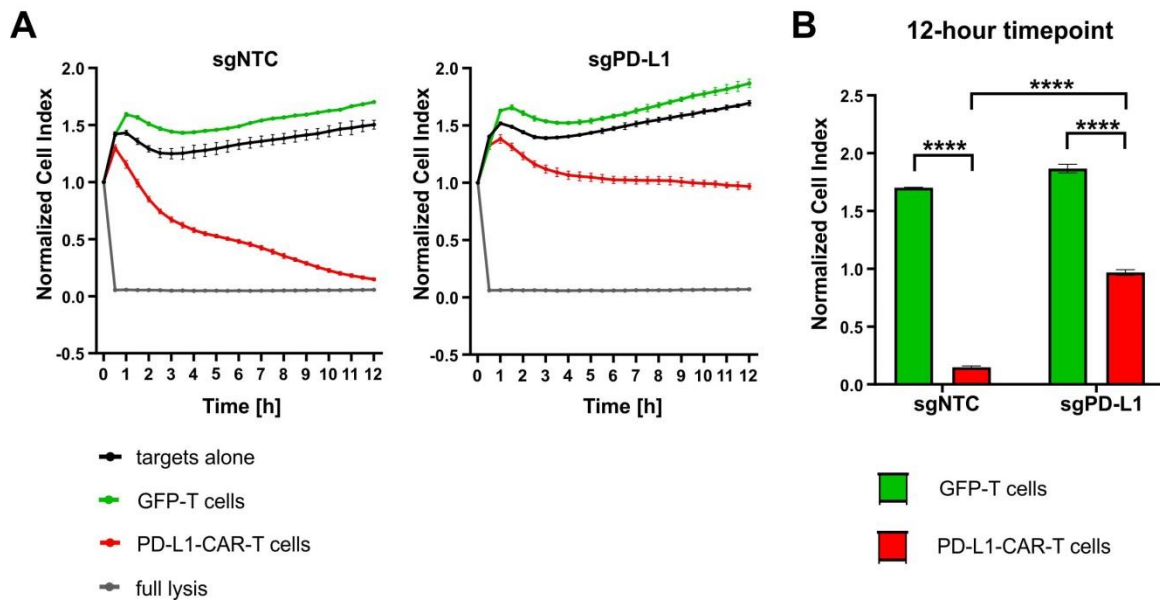 A
sgNTC
Normalized Cell Index
2.0
1.5
1.0
0.5
0.0
-0.5
0 1 2 3 4 5 6 7 8 9 10 11 12
Time [h]
sgPD-L1
Normalized Cell Index
2.0
1.5
1.0
0.5
0.0
-0.5
0 1 2 3 4 5 6 7 8 9 10 11 12
Time [h]
targets alone
GFP-T cells
PD-L1-CAR-T cells
full lysis
B
12-hour timepoint
Normalized Cell Index
2.5
2.0
1.5
1.0
0.5
0.0
****
**** ****
sgNTC sgPD-L1
GFP-T cells
PD-L1-CAR-T cells